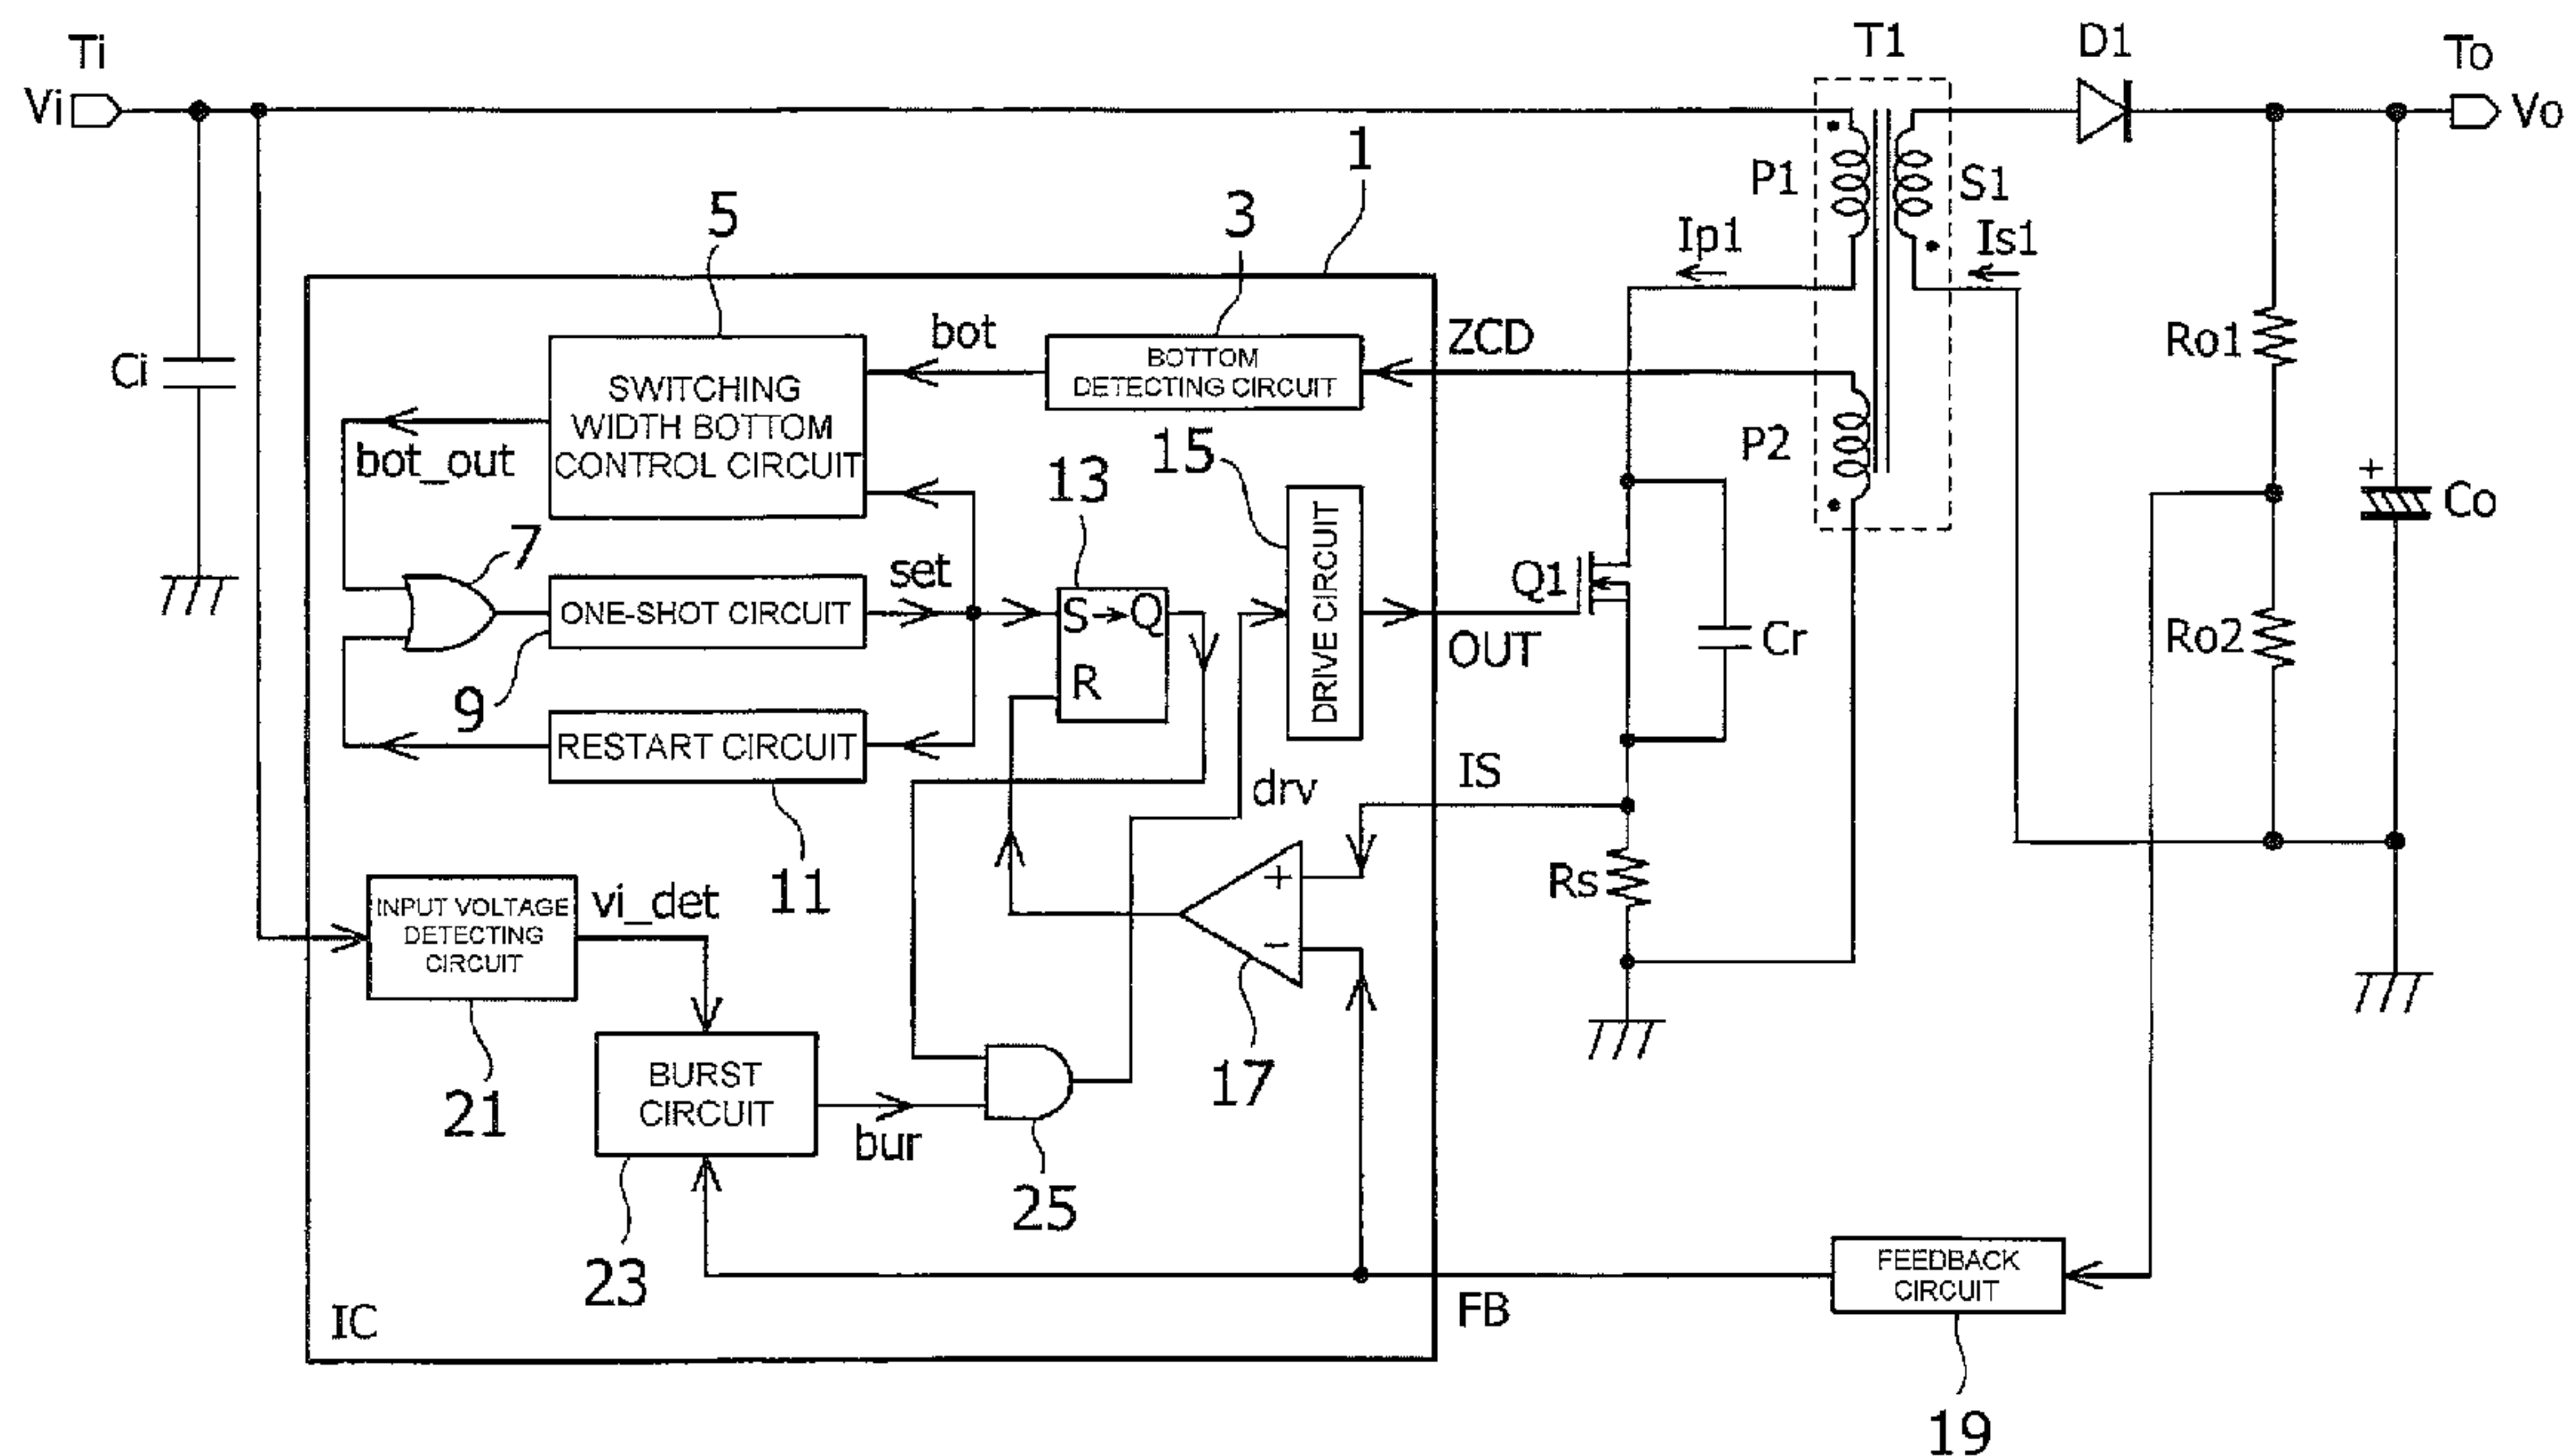 Ti
Vi
T1
D1
To
Vo
P1
S1
Ip1
Is1
1
5
3
Ci
bot
BOTTOM
DETECTING CIRCUIT
ZCD
SWITCHING
WIDTH BOTTOM
CONTROL CIRCUIT
bot_out
P2
Ro1
+
Co
15
13
DRIVE CIRCUIT
7
set
ONE-SHOT CIRCUIT
S→Q
R
9
Q1
OUT
Cr
Ro2
RESTART CIRCUIT
11
drv
IS
Rs
INPUT VOLTAGE
DETECTING
CIRCUIT
vi_det
+
−
17
21
BURST
CIRCUIT
bur
23
25
IC
FB
FEEDBACK
CIRCUIT
19